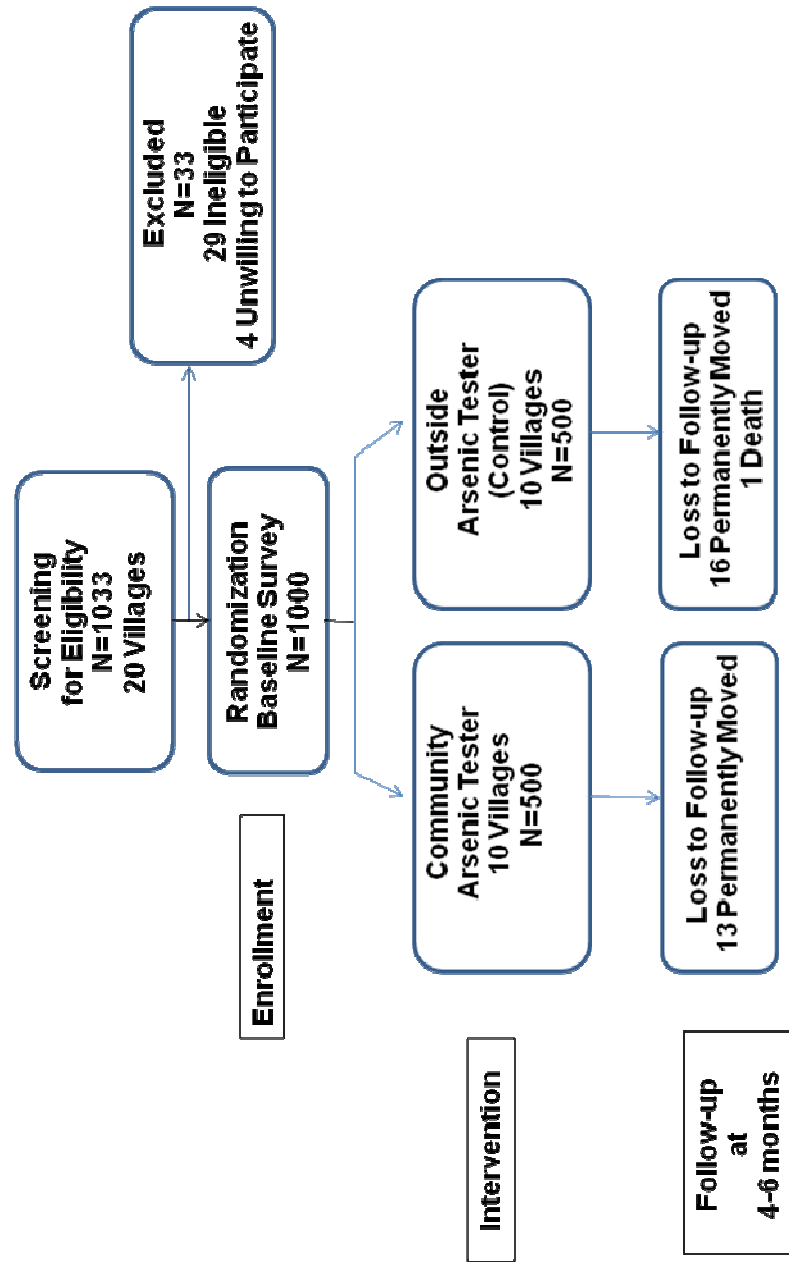 Screening
for Eligibility
N=1033
20 Villages
Excluded
N=33
29 Ineligible
4 Unwilling to Participate
Enrollment
Randomization
Baseline Survey
N=1000
Intervention
Community
Arsenic Tester
10 Villages
N=500
Outside
Arsenic Tester
(Control)
10 Villages
N=500
Follow-up
at
4-6 months
Loss to Follow-up
13 Permanently Moved
Loss to Follow-up
16 Permanently Moved
1 Death